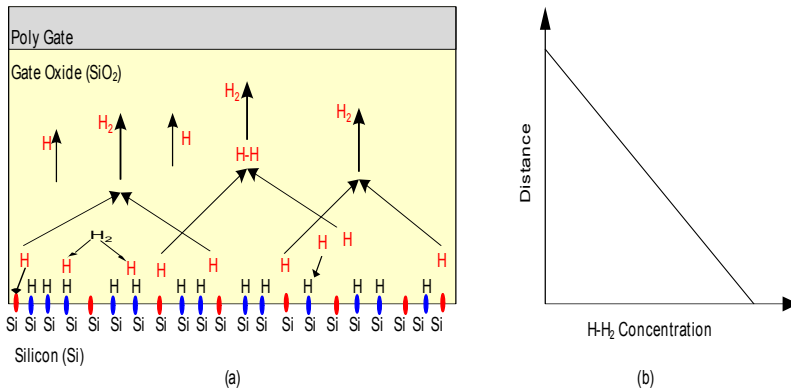 Poly Gate
Gate Oxide (SiO₂)
H₂
H₂
H
H
H₂
H-H
H₂
H
H
H
H
H
H
H
H
H
H
H H H H H H H H H H H H H
Si Si Si Si Si Si Si Si Si Si Si Si Si Si Si Si Si Si Si Si
Silicon (Si)
(a)
Distance
H-H₂ Concentration
(b)